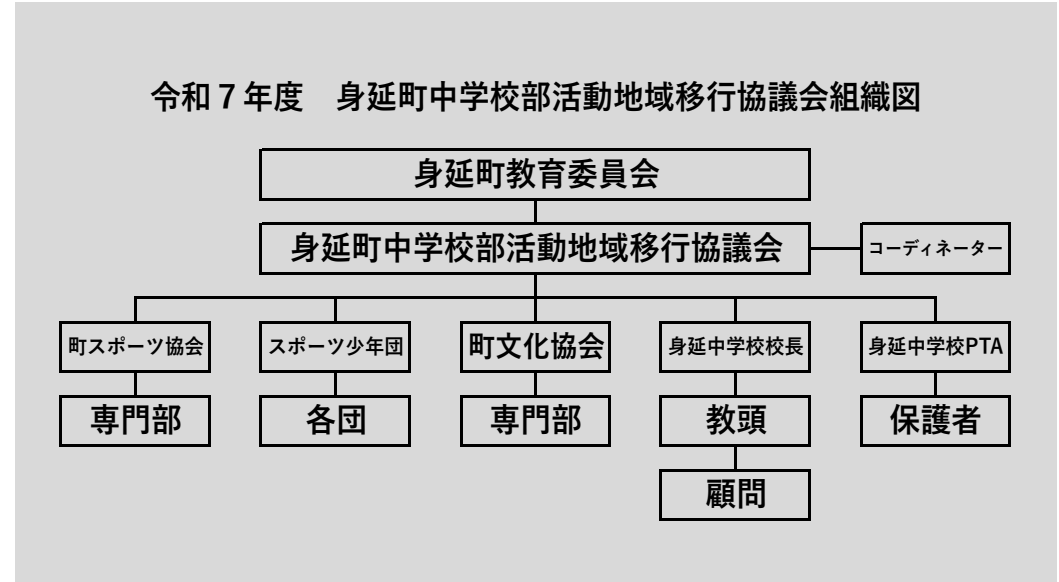 令和７年度　身延町中学校部活動地域移行協議会組織図
身延町教育委員会
身延町中学校部活動地域移行協議会
コーディネーター
町スポーツ協会
スポーツ少年団
町文化協会
身延中学校校長
身延中学校PTA
専門部
各団
専門部
教頭
保護者
顧問